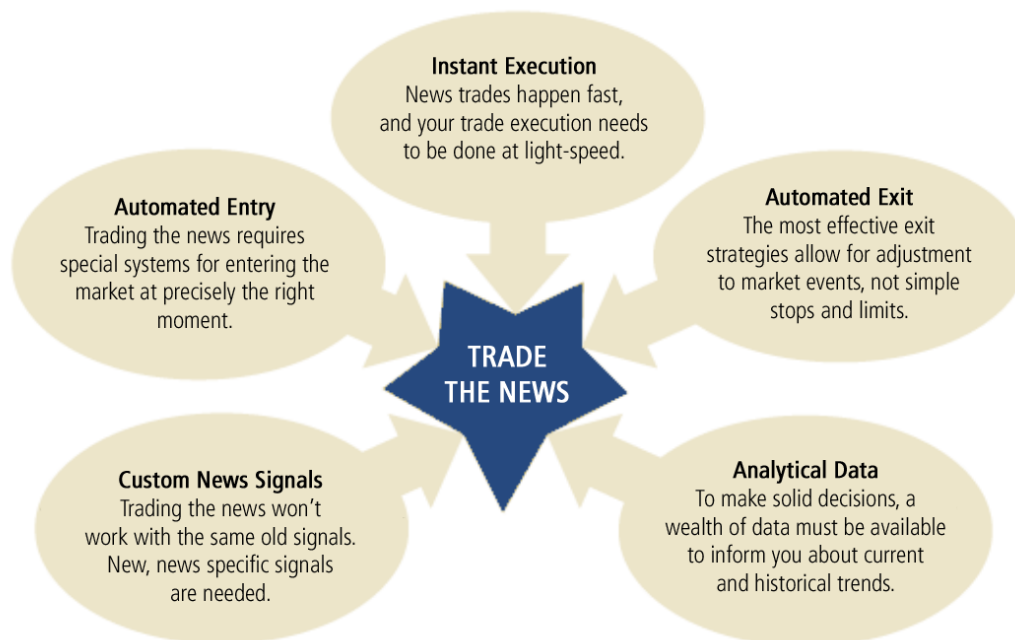 Instant Execution
News trades happen fast,
and your trade execution needs
to be done at light-speed.
Automated Entry
Trading the news requires
special systems for entering the
market at precisely the right
moment.
Automated Exit
The most effective exit
strategies allow for adjustment
to market events, not simple
stops and limits.
TRADE
THE NEWS
Custom News Signals
Trading the news won’t
work with the same old signals.
New, news specific signals
are needed.
Analytical Data
To make solid decisions, a
wealth of data must be available
to inform you about current
and historical trends.